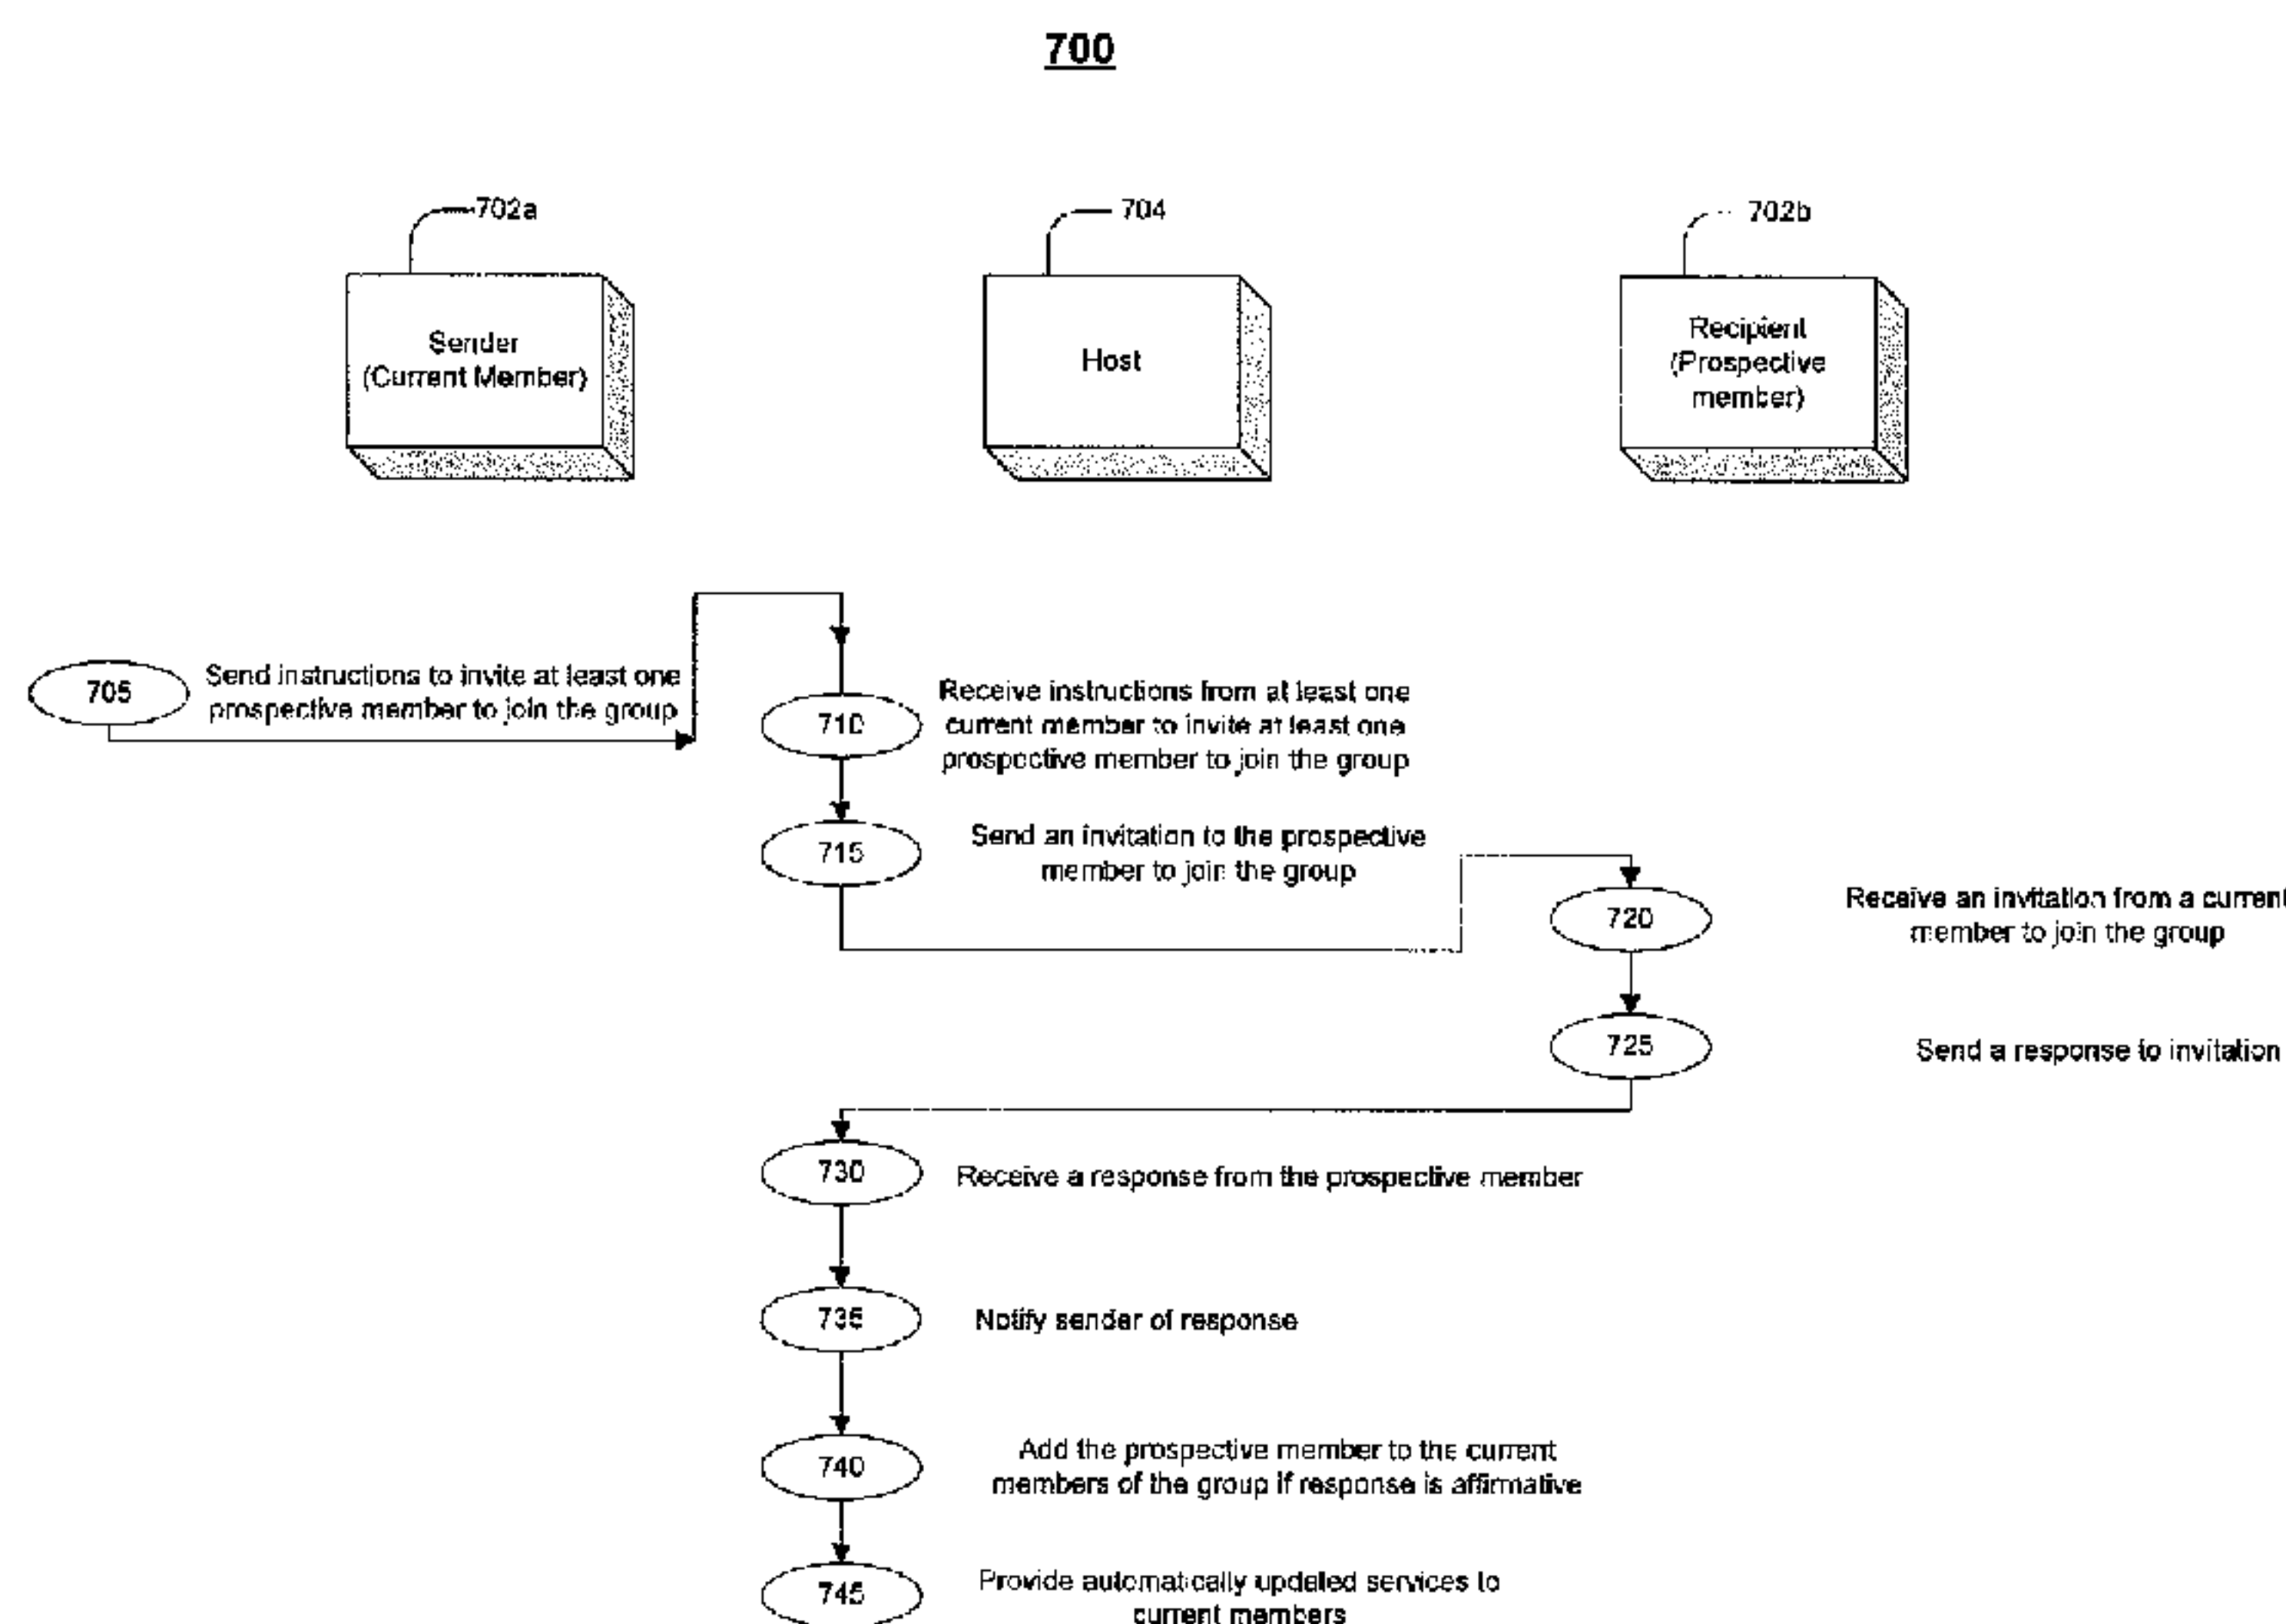 700
702a
704
702b
Sender
(Current Member)
Host
Recipient
(Prospective
member)
705
Send instructions to invite at least one
prospective member to join the group
710
Receive instructions from at least one
current member to invite at least one
prospective member to join the group
715
Send an invitation to the prospective
member to join the group
720
Receive an invitation from a current
member to join the group
725
Send a response to invitation
730
Receive a response from the prospective member
735
Notify sender of response
740
Add the prospective member to the current
members of the group if response is affirmative
745
Provide automatically updated services to
current members